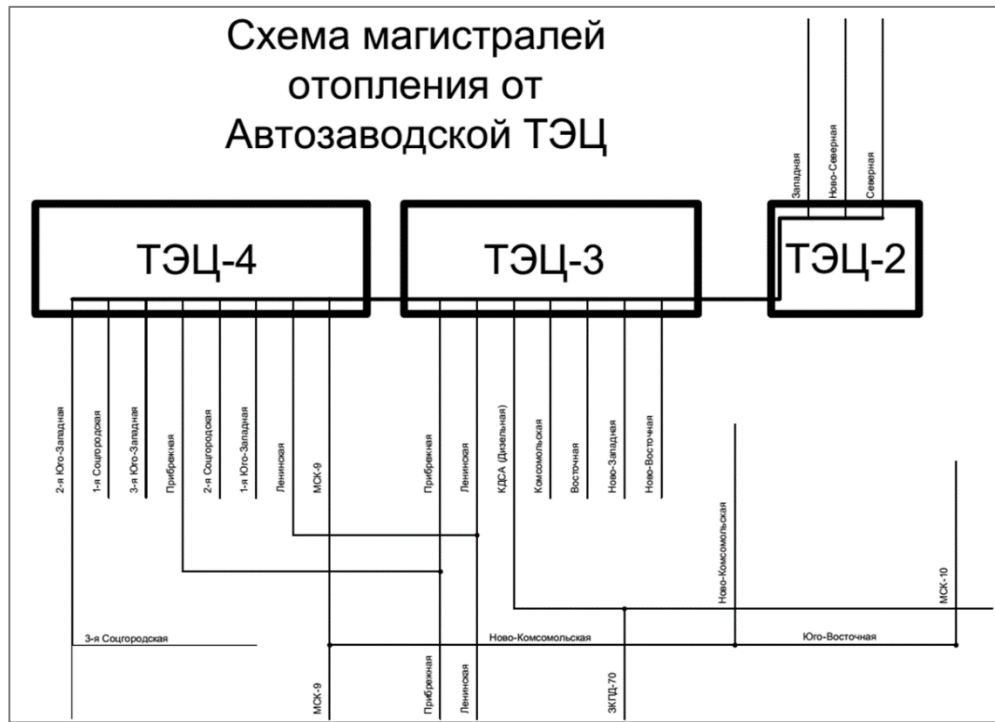 Схема магистралей
отопления от
Автозаводской ТЭЦ
Западная
Ново-Северная
Северная
ТЭЦ-4
ТЭЦ-3
ТЭЦ-2
2-я Юго-Западная
1-я Соцгородская
3-я Юго-Западная
Прибрежная
2-я Соцгородская
1-я Юго-Западная
Ленинская
МСК-9
Прибрежная
Ленинская
КДСА (Дизельная)
Комсомольская
Восточная
Ново-Западная
Ново-Восточная
Ново-Комсомольская
МСК-10
3-я Соцгородская
Ново-Комсомольская
Юго-Восточная
МСК-9
Прибрежная
Ленинская
ЗКПД-70